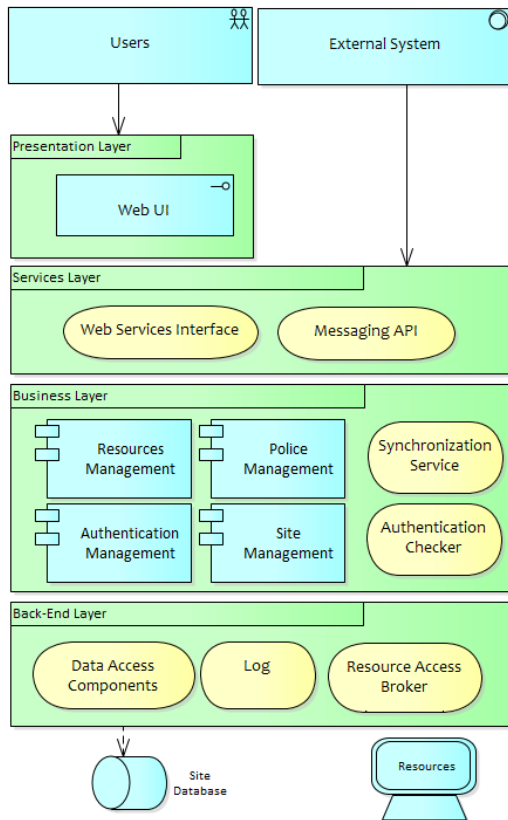 Users
External System
Presentation Layer
Web UI
Services Layer
Web Services Interface
Messaging API
Business Layer
Resources
Management
Police
Management
Synchronization
Service
Authentication
Management
Site
Management
Authentication
Checker
Back-End Layer
Data Access
Components
Log
Resource Access
Broker
Site
Database
Resources